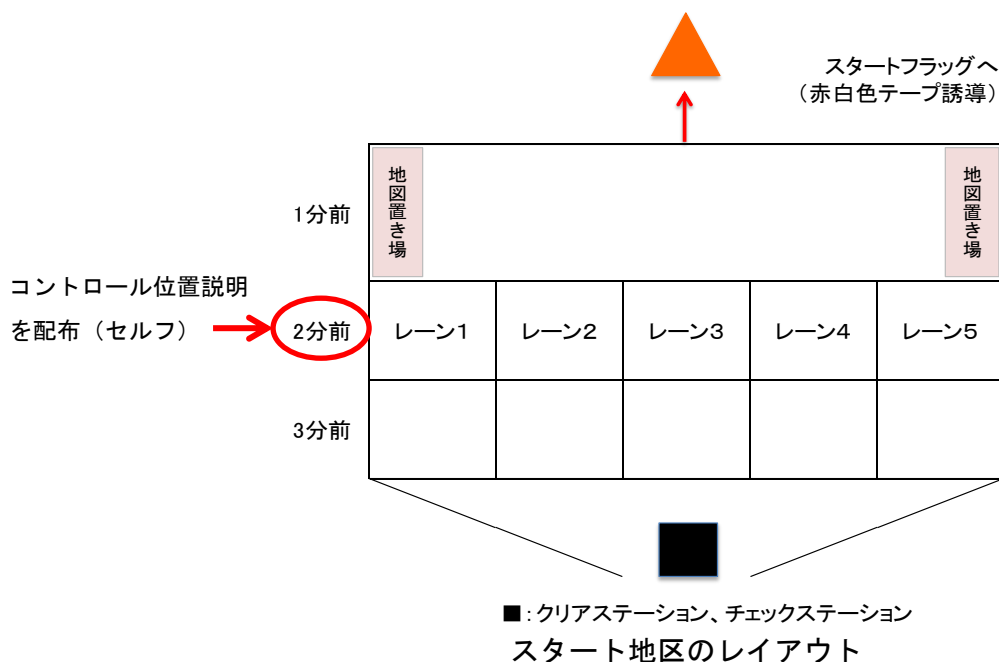 スタートフラッグへ
（赤白色テープ誘導）
地図置き場
地図置き場
1分前
コントロール位置説明
を配布（セルフ）
2分前
レーン1
レーン2
レーン3
レーン4
レーン5
3分前
■：クリアステーション、チェックステーション
スタート地区のレイアウト